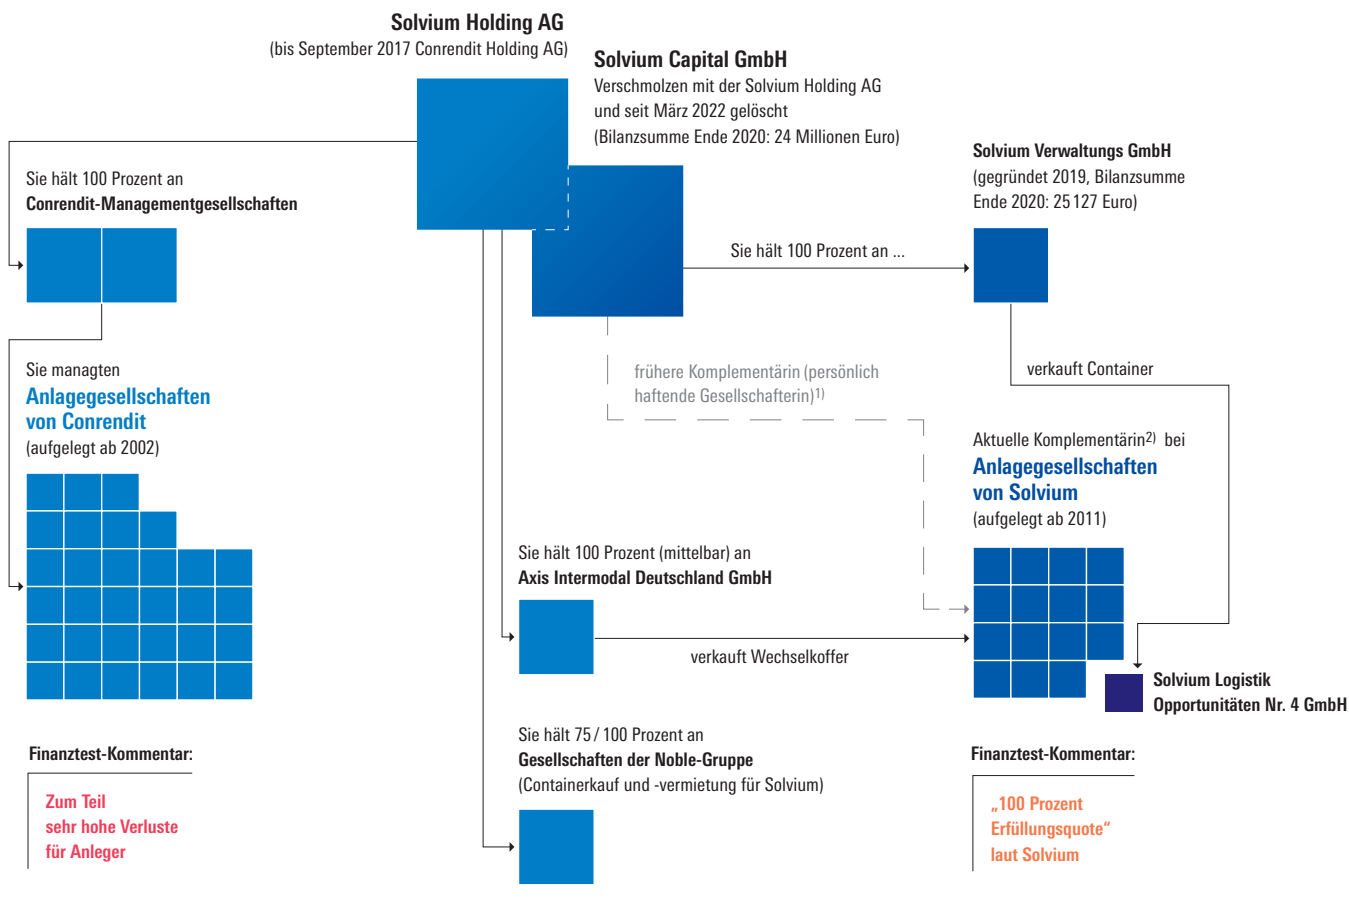 Solvium Holding AG
(bis September 2017 Conrendit Holding AG)
Solvium Capital GmbH
Verschmolzen mit der Solvium Holding AG
und seit März 2022 gelöscht
(Bilanzsumme Ende 2020: 24 Millionen Euro)
Solvium Verwaltungs GmbH
(gegründet 2019, Bilanzsumme
Ende 2020: 25 127 Euro)
Sie hält 100 Prozent an
Conrendit-Managementgesellschaften
Sie hält 100 Prozent an ...
Sie managten
Anlagegesellschaften
von Conrendit
(aufgelegt ab 2002)
frühere Komplementärin (persönlich
haftende Gesellschafterin)1)
verkauft Container
Aktuelle Komplementärin2) bei
Anlagegesellschaften
von Solvium
(aufgelegt ab 2011)
Sie hält 100 Prozent (mittelbar) an
Axis Intermodal Deutschland GmbH
verkauft Wechselkoffer
Solvium Logistik
Opportunitäten Nr. 4 GmbH
Sie hält 75 / 100 Prozent an
Gesellschaften der Noble-Gruppe
(Containerkauf und -vermietung für Solvium)
Finanztest-Kommentar:
Zum Teil
sehr hohe Verluste
für Anleger
Finanztest-Kommentar:
„100 Prozent
Erfüllungsquote“
laut Solvium